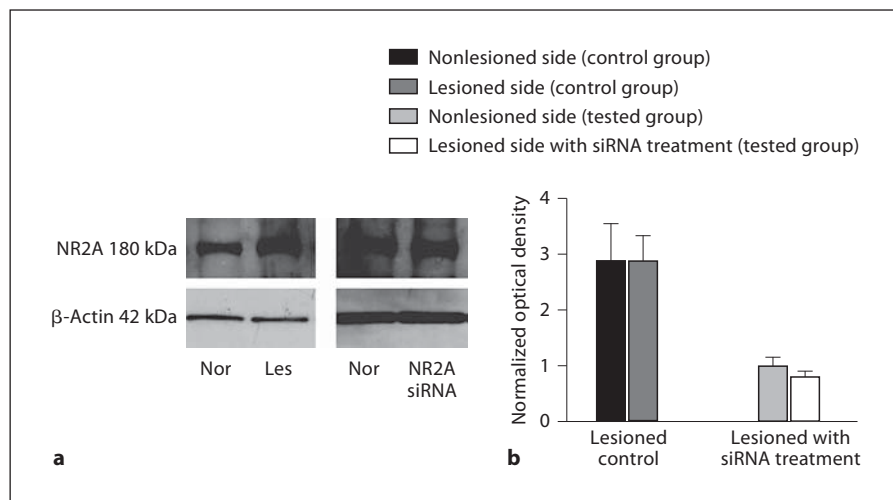 Nonlesioned side (control group)
Lesioned side (control group)
Nonlesioned side (tested group)
Lesioned side with siRNA treatment (tested group)
NR2A 180 kDa
β-Actin 42 kDa
Nor Les Nor NR2A
siRNA
a
Normalized optical density
4
3
2
1
0
Lesioned
control
Lesioned with
siRNA treatment
b